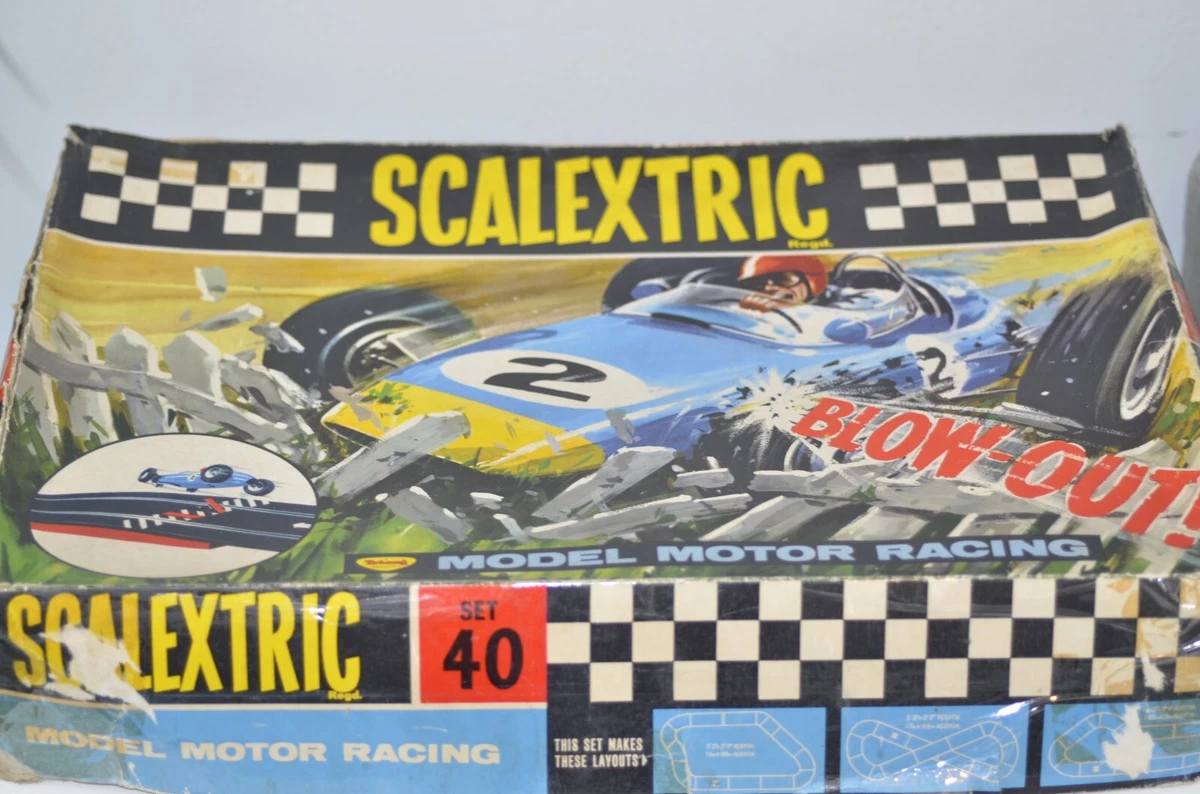 SCALEXTRIC
Regd.
2
2
BLOW-OUT!
MODEL MOTOR RACING
SCALEXTRIC
Regd.
SET
40
MODEL MOTOR RACING
THIS SET MAKES
THESE LAYOUTS